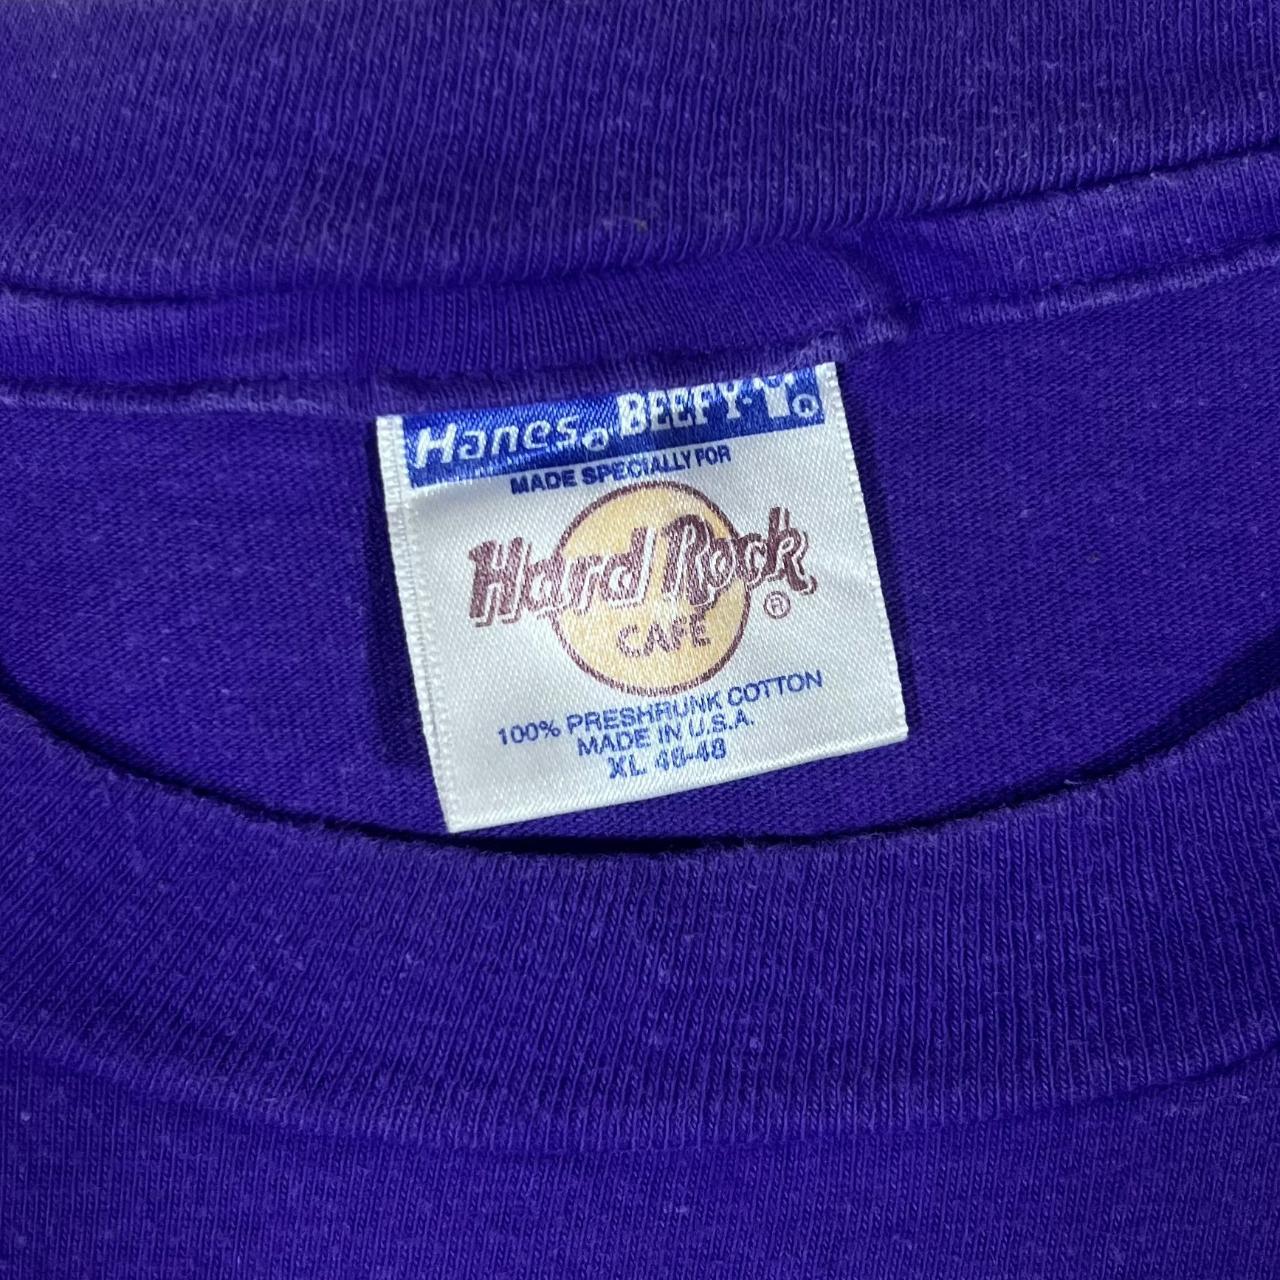 Hanes® BEEFY-T®
MADE SPECIALLY FOR
Hard Rock®
CAFE
100% PRESHRUNK COTTON
MADE IN U.S.A.
XL 46-48